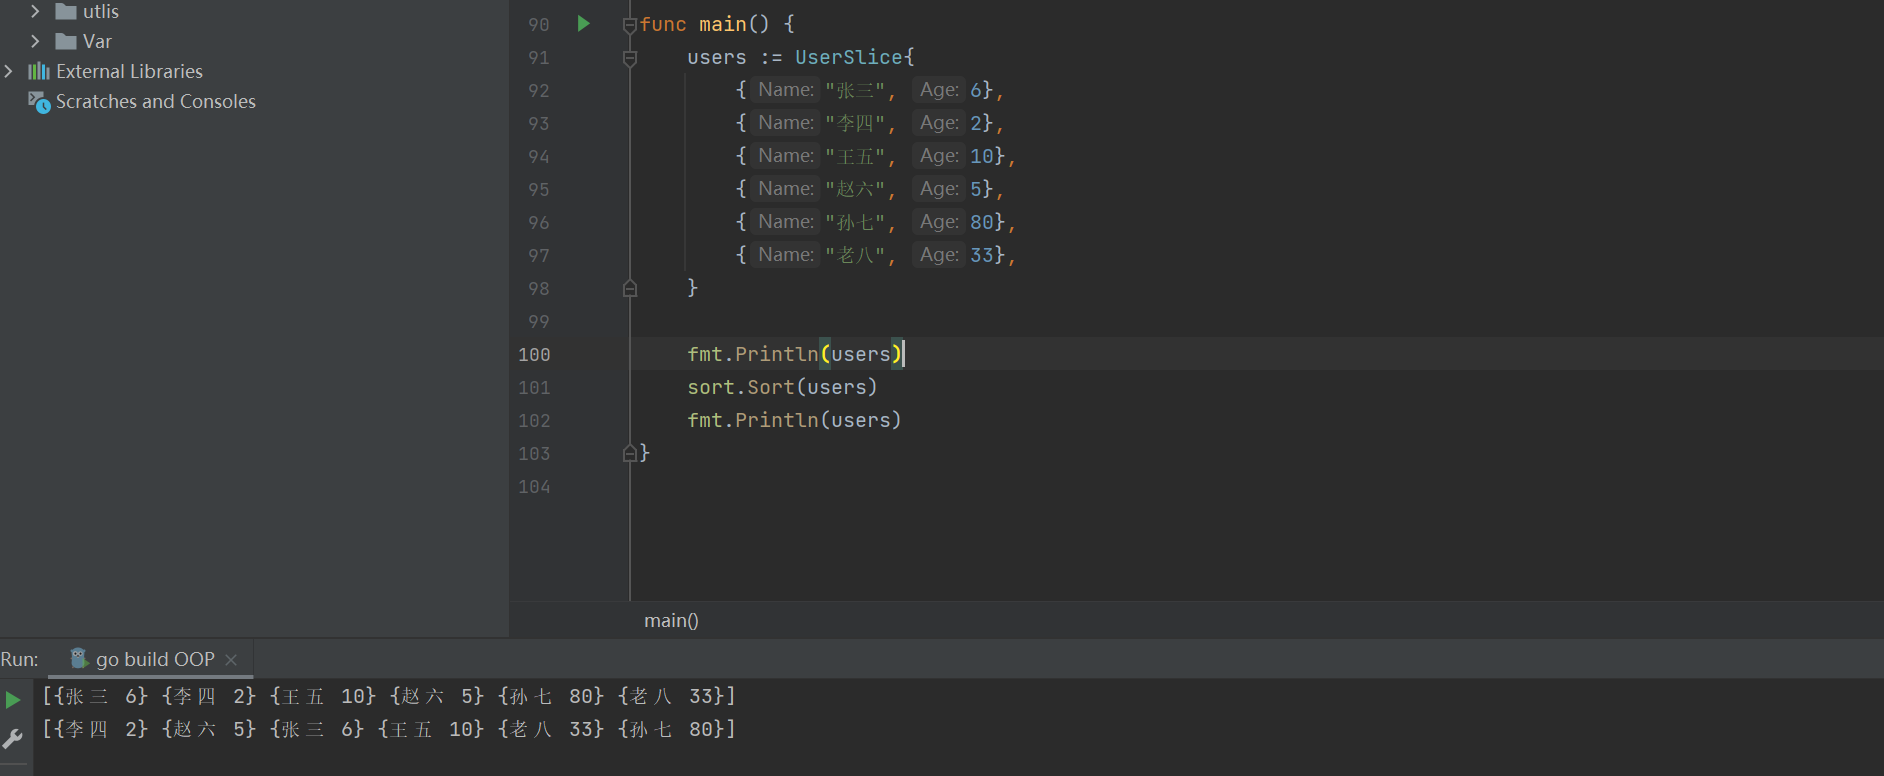 utlis
Var
External Libraries
Scratches and Consoles
90 func main() {
91 users := UserSlice{
92 {Name: "张三", Age: 6},
93 {Name: "李四", Age: 2},
94 {Name: "王五", Age: 10},
95 {Name: "赵六", Age: 5},
96 {Name: "孙七", Age: 80},
97 {Name: "老八", Age: 33},
98 }
99
100 fmt.Println(users)
101 sort.Sort(users)
102 fmt.Println(users)
103 }
104
main()
Run: go build OOP
[{张三 6} {李四 2} {王五 10} {赵六 5} {孙七 80} {老八 33}]
[{李四 2} {赵六 5} {张三 6} {王五 10} {老八 33} {孙七 80}]